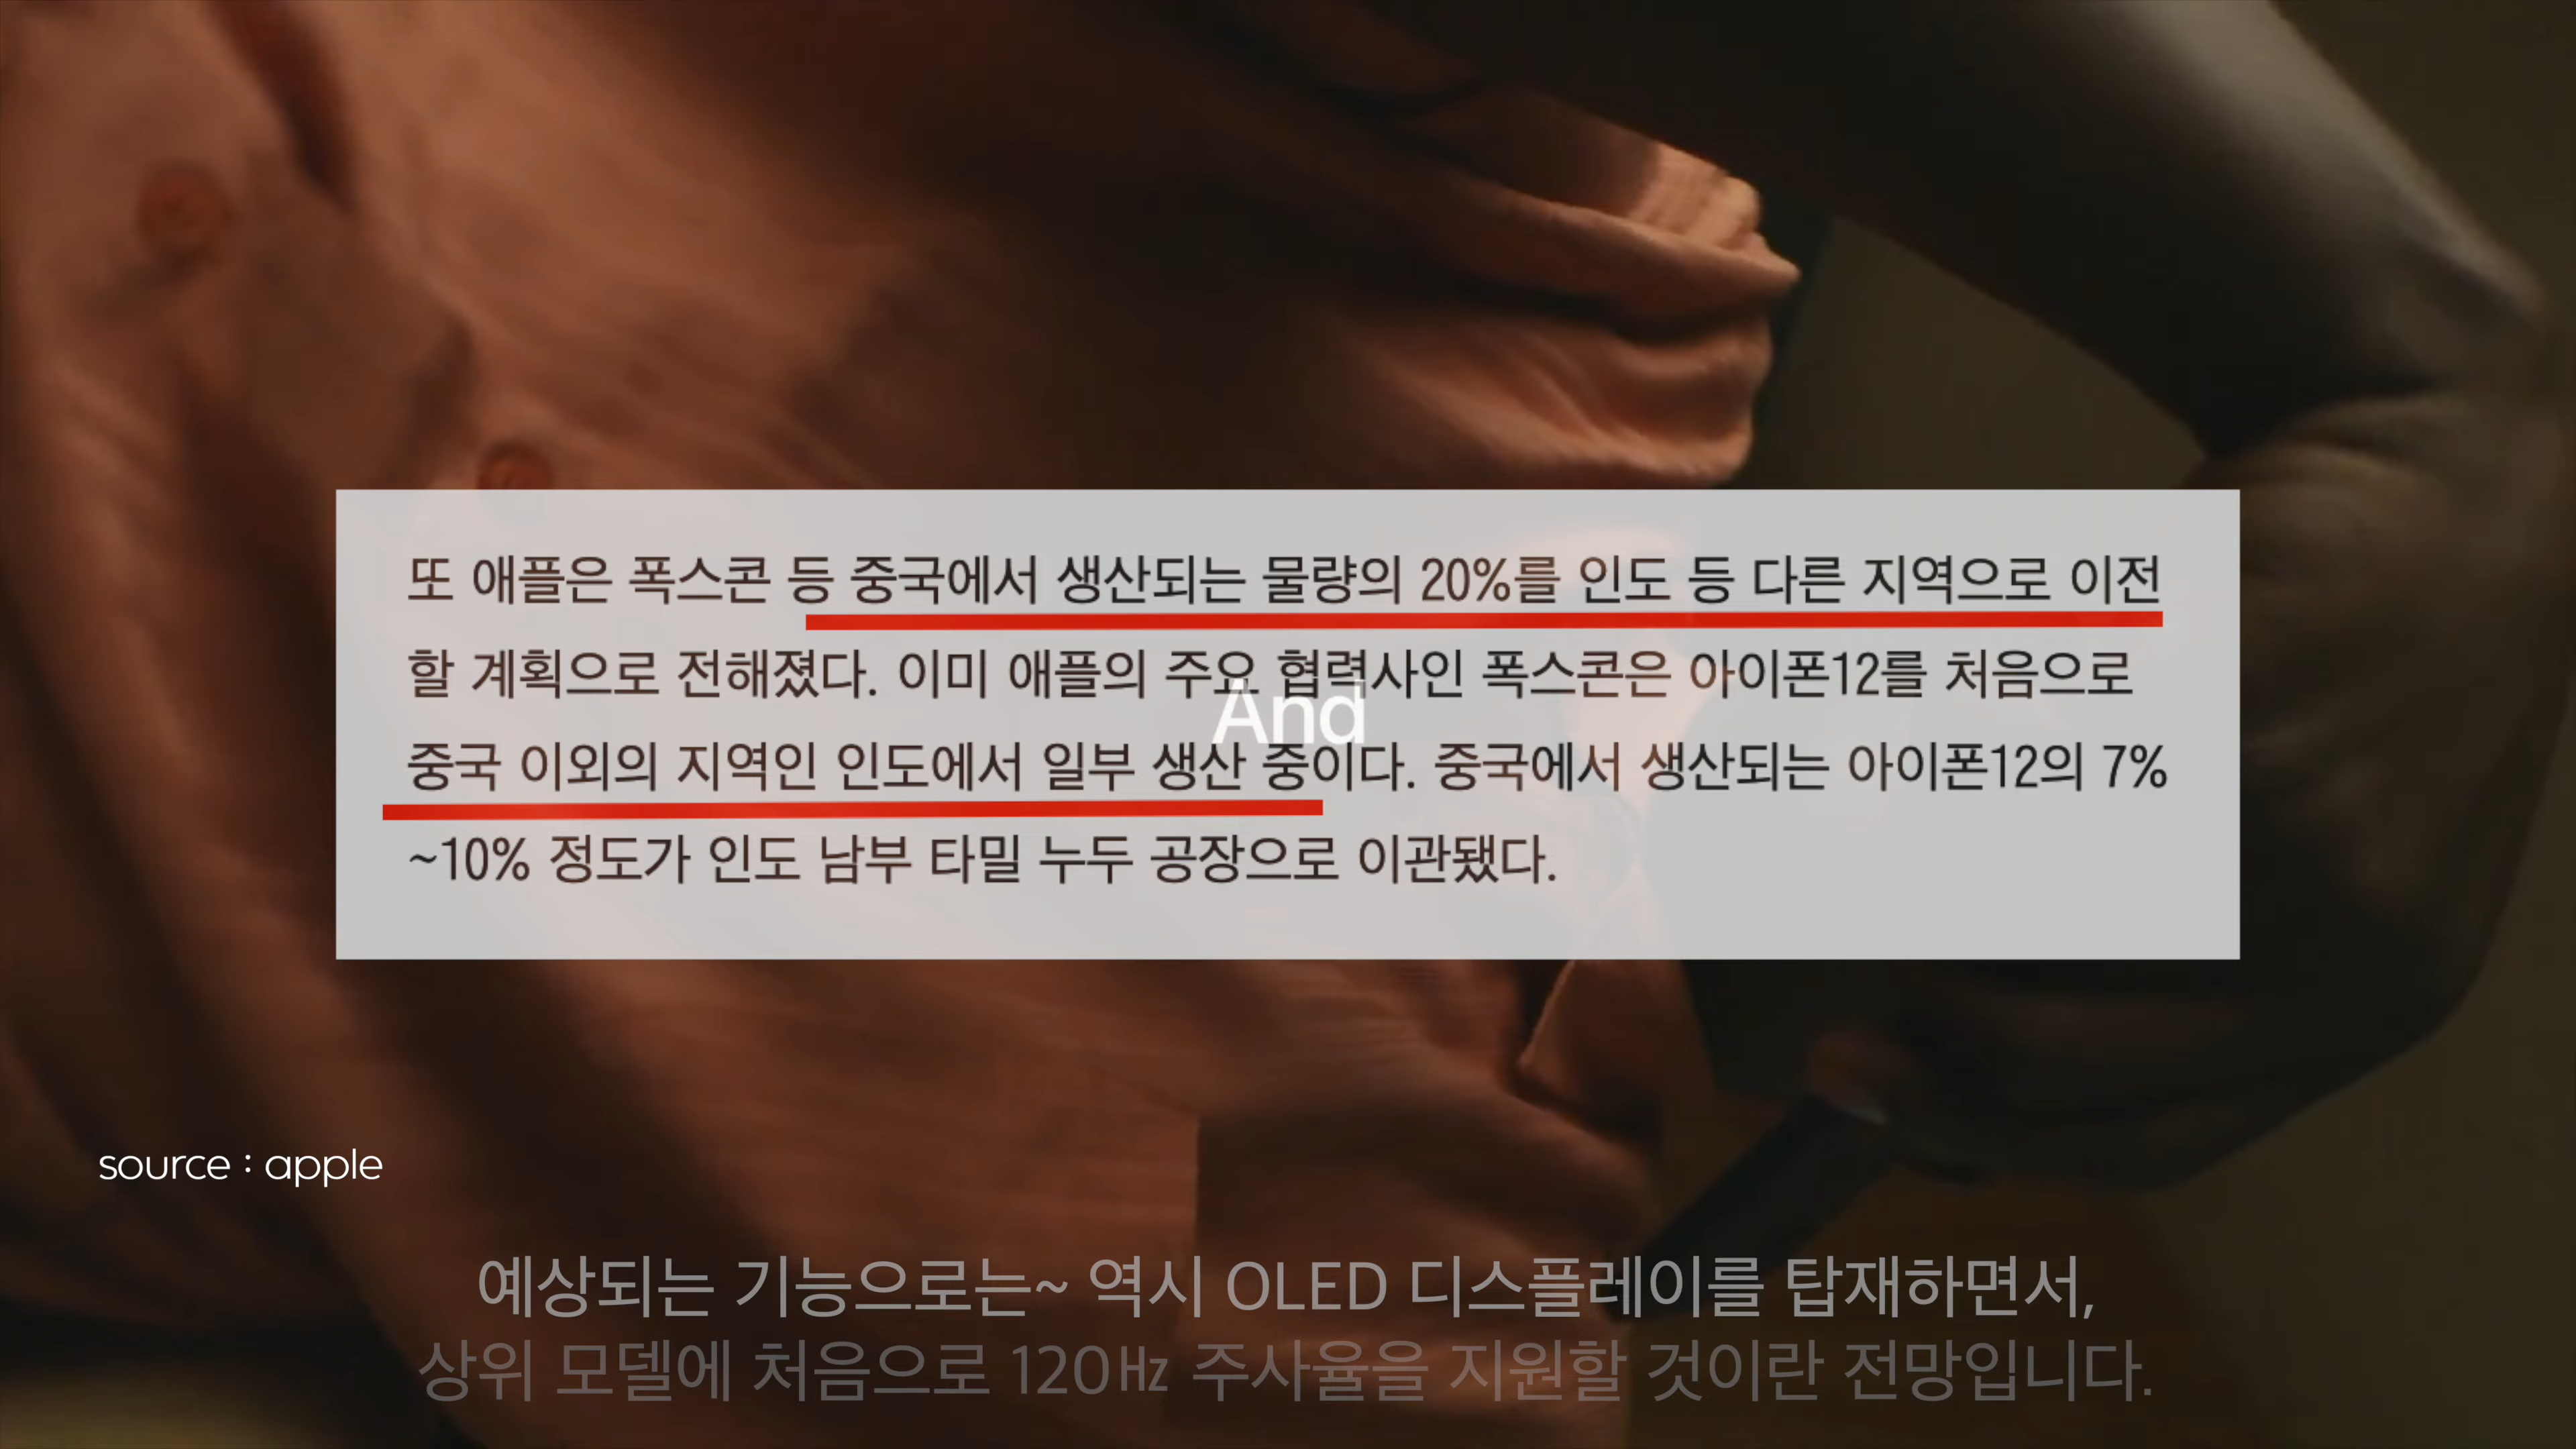 또 애플은 폭스콘 등 중국에서 생산되는 물량의 20%를 인도 등 다른 지역으로 이전
할 계획으로 전해졌다. 이미 애플의 주요 협력사인 폭스콘은 아이폰12를 처음으로
And
중국 이외의 지역인 인도에서 일부 생산 중이다. 중국에서 생산되는 아이폰12의 7%
~10% 정도가 인도 남부 타밀 누두 공장으로 이관됐다.
source : apple
예상되는 기능으로는~ 역시 OLED 디스플레이를 탑재하면서,
상위 모델에 처음으로 120Hz 주사율을 지원할 것이란 전망입니다.